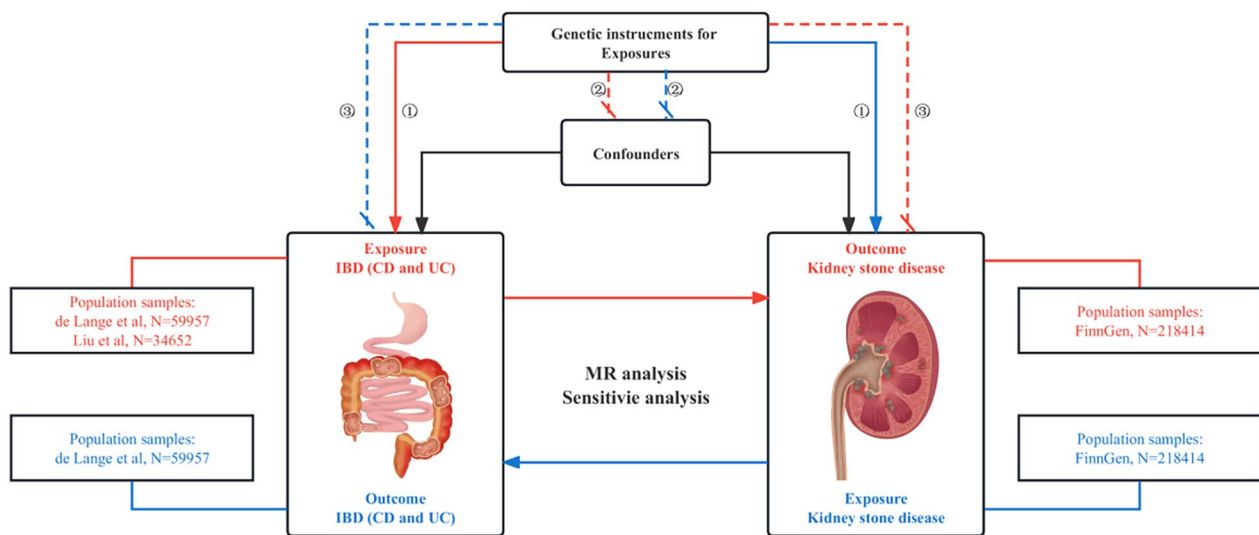 Genetic instrucments for
Exposures
③
①
②
②
①
③
Confounders
Exposure
IBD (CD and UC)
Outcome
Kidney stone disease
Population samples:
de Lange et al, N=59957
Liu et al, N=34652
Population samples:
FinnGen, N=218414
MR analysis
Sensitivie analysis
Population samples:
de Lange et al, N=59957
Population samples:
FinnGen, N=218414
Outcome
IBD (CD and UC)
Exposure
Kidney stone disease